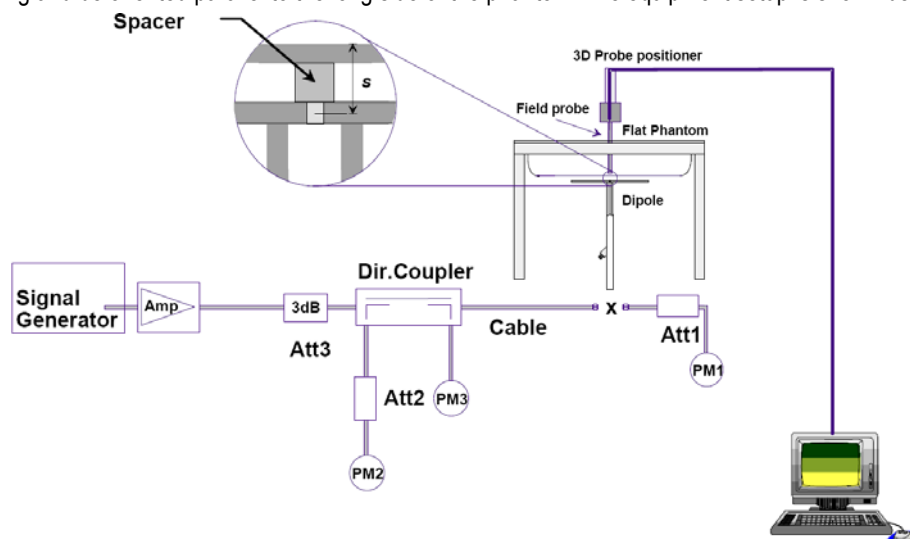 Spacer
s
3D Probe positioner
Field probe
Flat Phantom
Dipole
Dir.Coupler
Signal
Generator
Amp
3dB
Att3
Cable
x
Att1
PM1
Att2
PM3
PM2